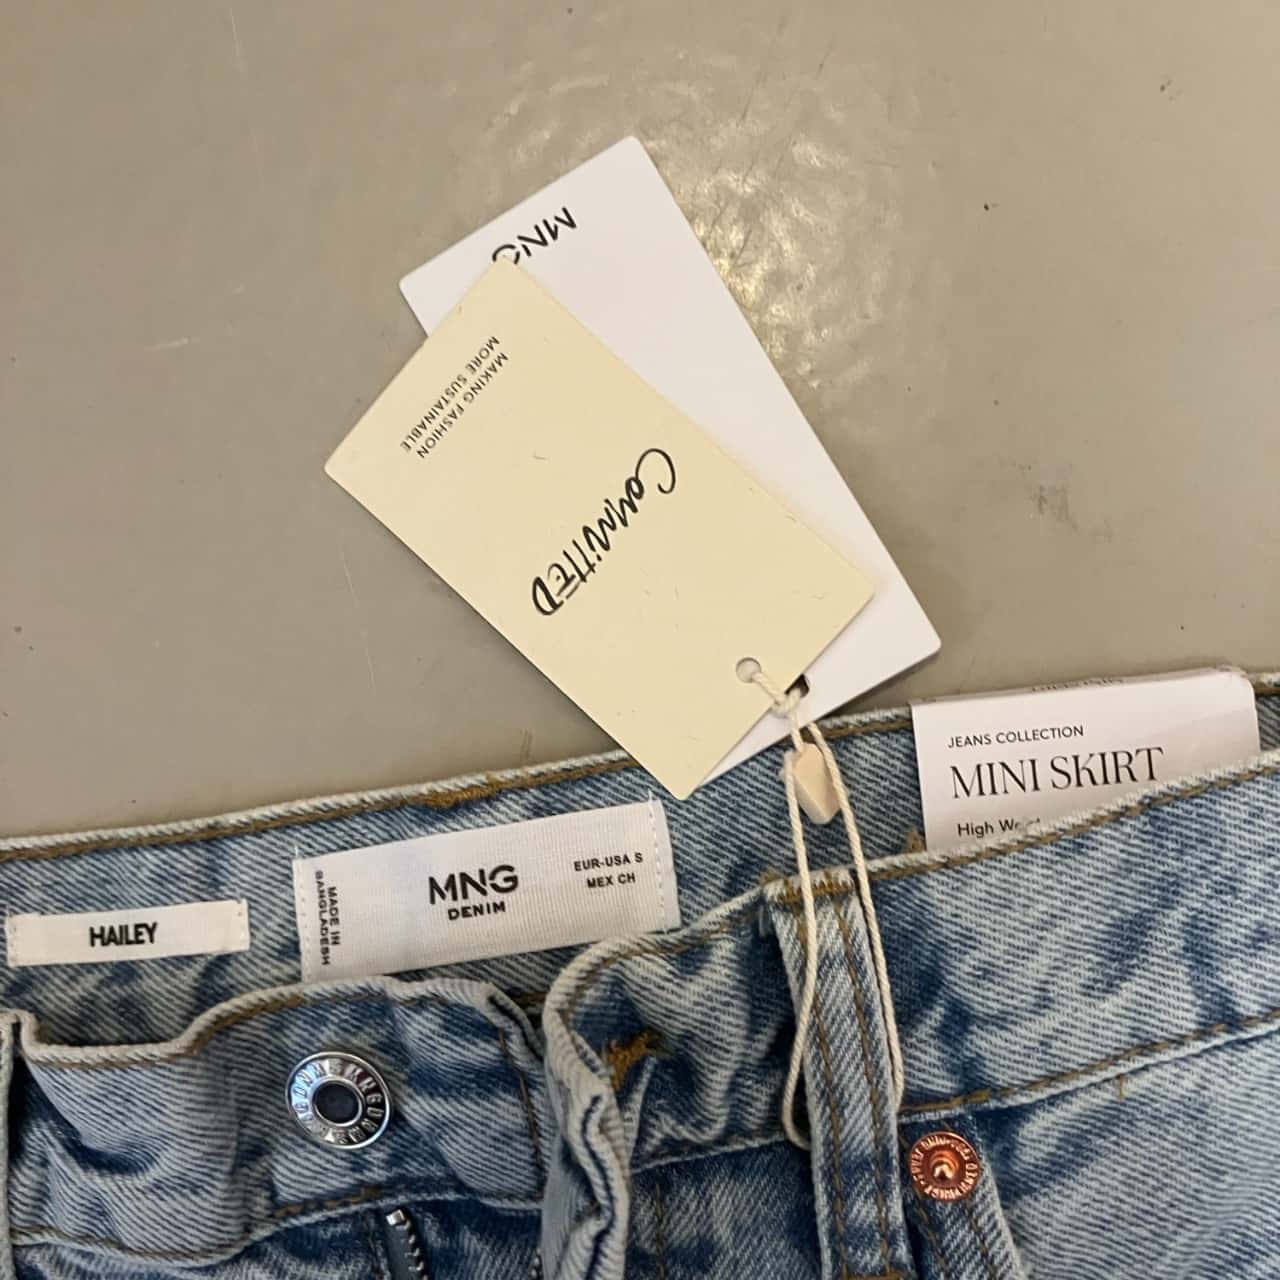 MNG
MAKING FASHION
MORE SUSTAINABLE
COMMITTED
JEANS COLLECTION
MINI SKIRT
High
MNG
DENIM
EUR-USA S
MEX CH
MADE IN
BANGLADESH
HAILEY